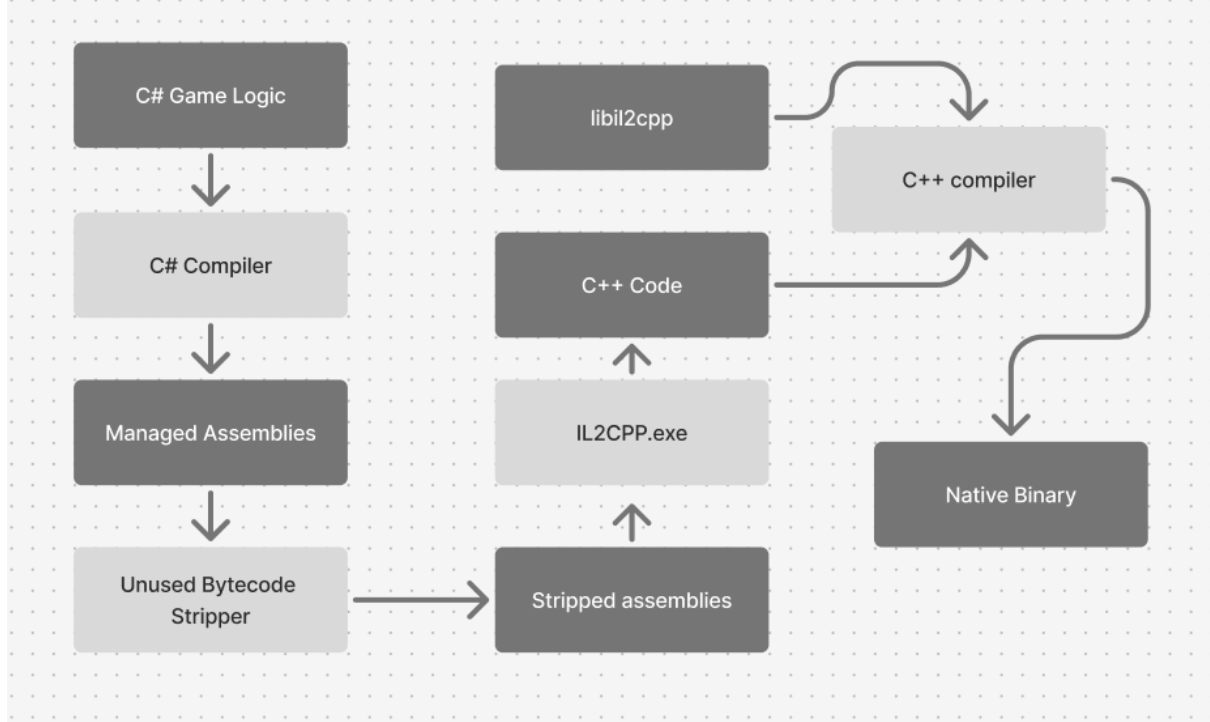 C# Game Logic
C# Compiler
Managed Assemblies
Unused Bytecode
Stripper
Stripped assemblies
IL2CPP.exe
C++ Code
libil2cpp
C++ compiler
Native Binary